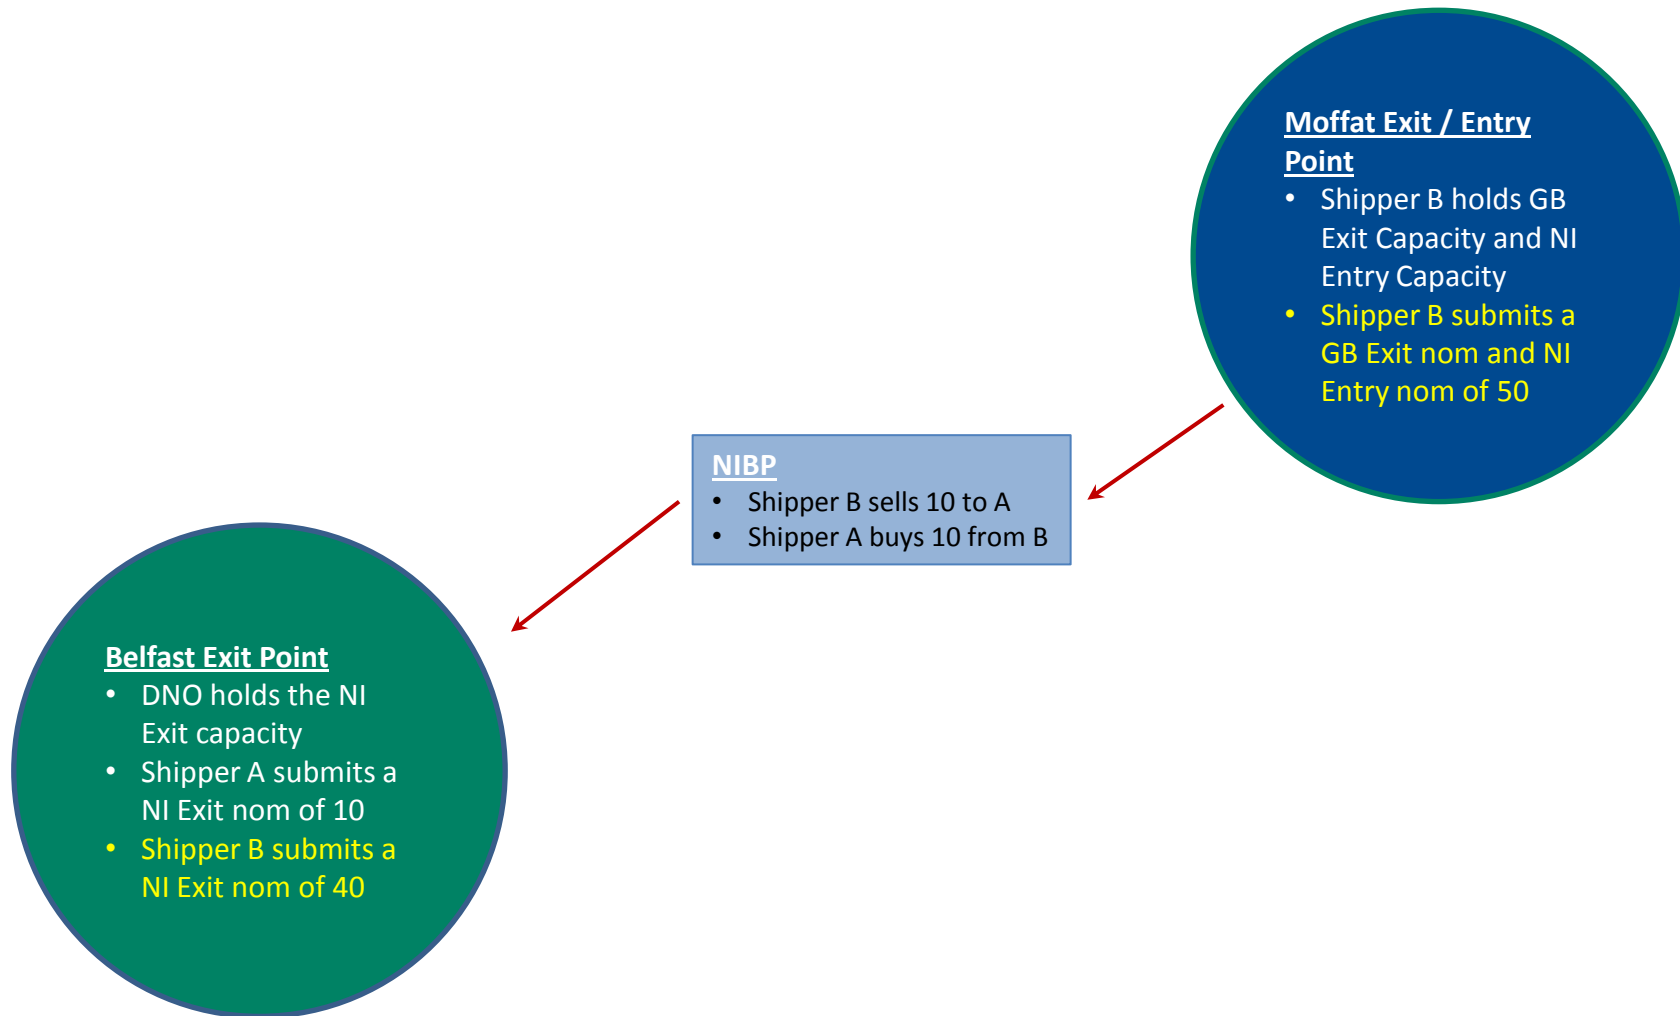 Moffat Exit / Entry
Point
• Shipper B holds GB
Exit Capacity and NI
Entry Capacity
• Shipper B submits a
GB Exit nom and NI
Entry nom of 50
NIBP
• Shipper B sells 10 to A
• Shipper A buys 10 from B
Belfast Exit Point
• DNO holds the NI
Exit capacity
• Shipper A submits a
NI Exit nom of 10
• Shipper B submits a
NI Exit nom of 40